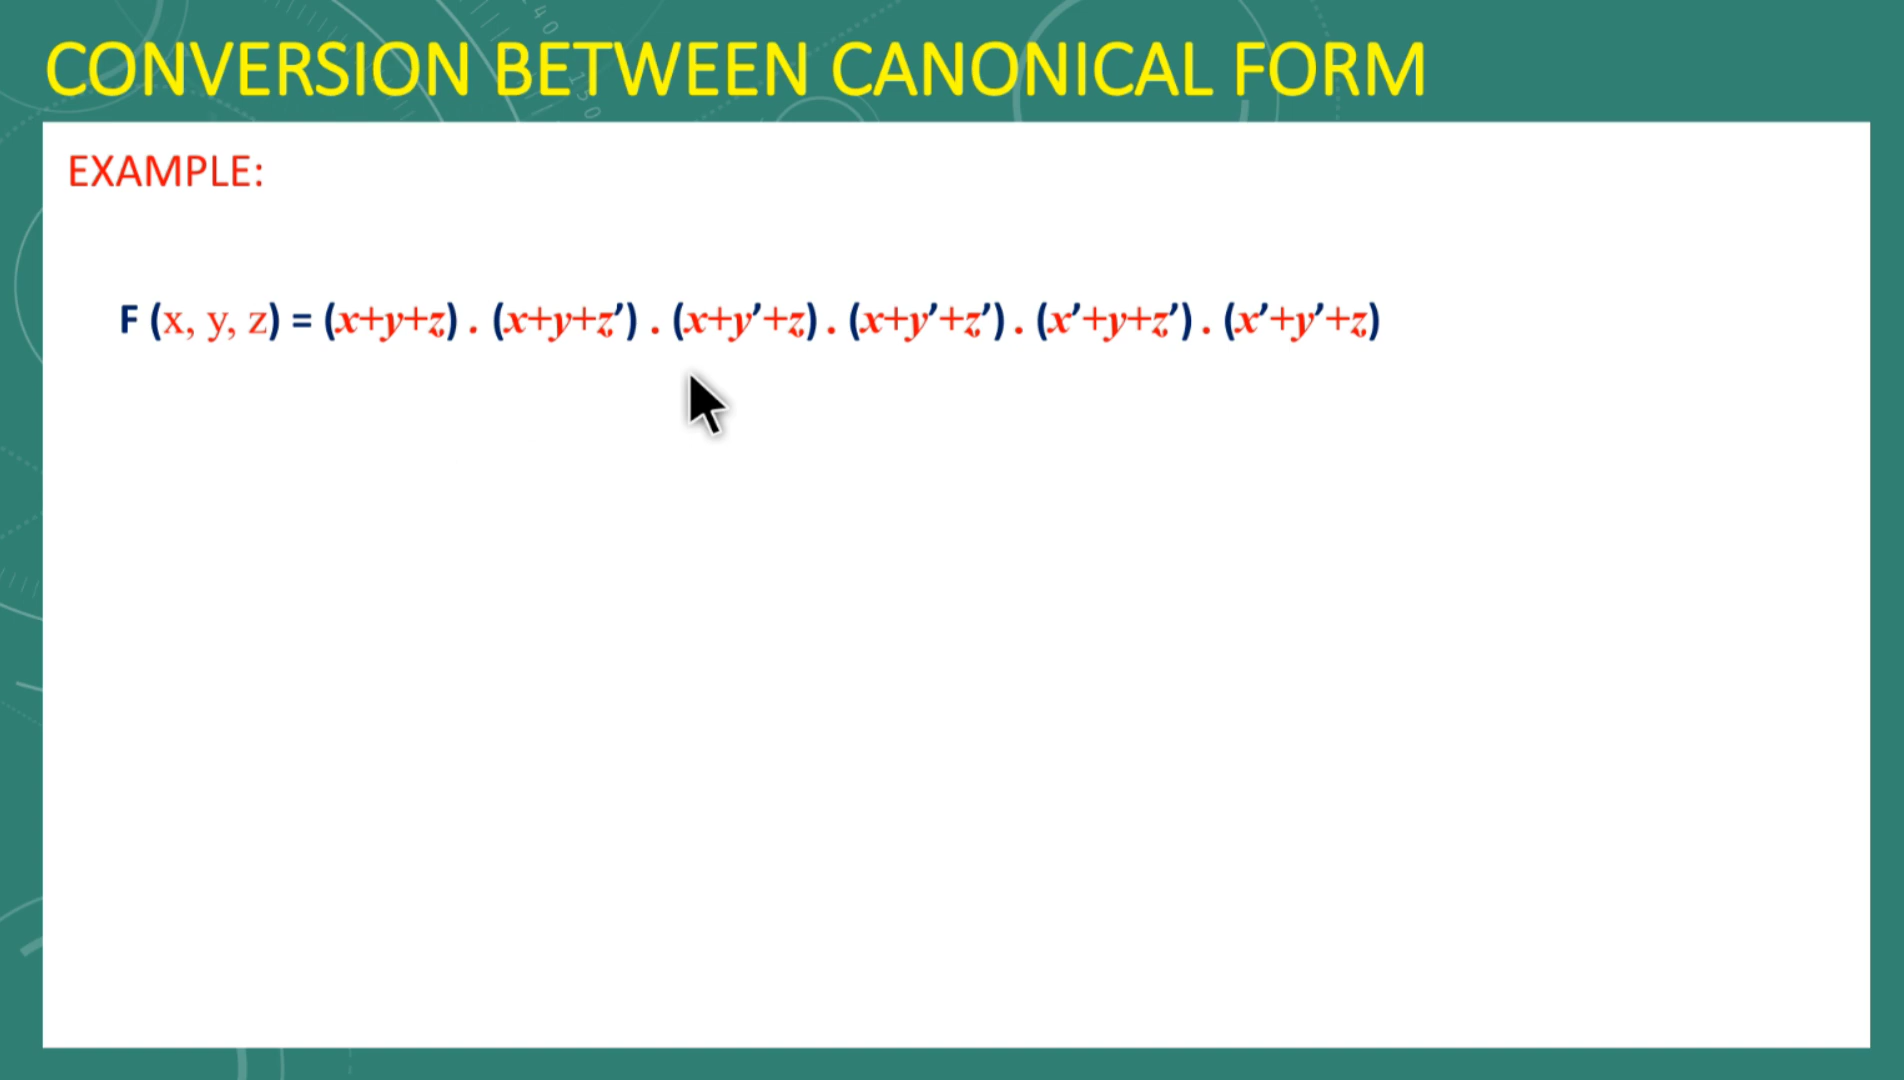 CONVERSION BETWEEN CANONICAL FORM
EXAMPLE:
F (x, y, z) = (x+y+z) . (x+y+z’) . (x+y’+z) . (x+y’+z’) . (x’+y+z’) . (x’+y’+z)